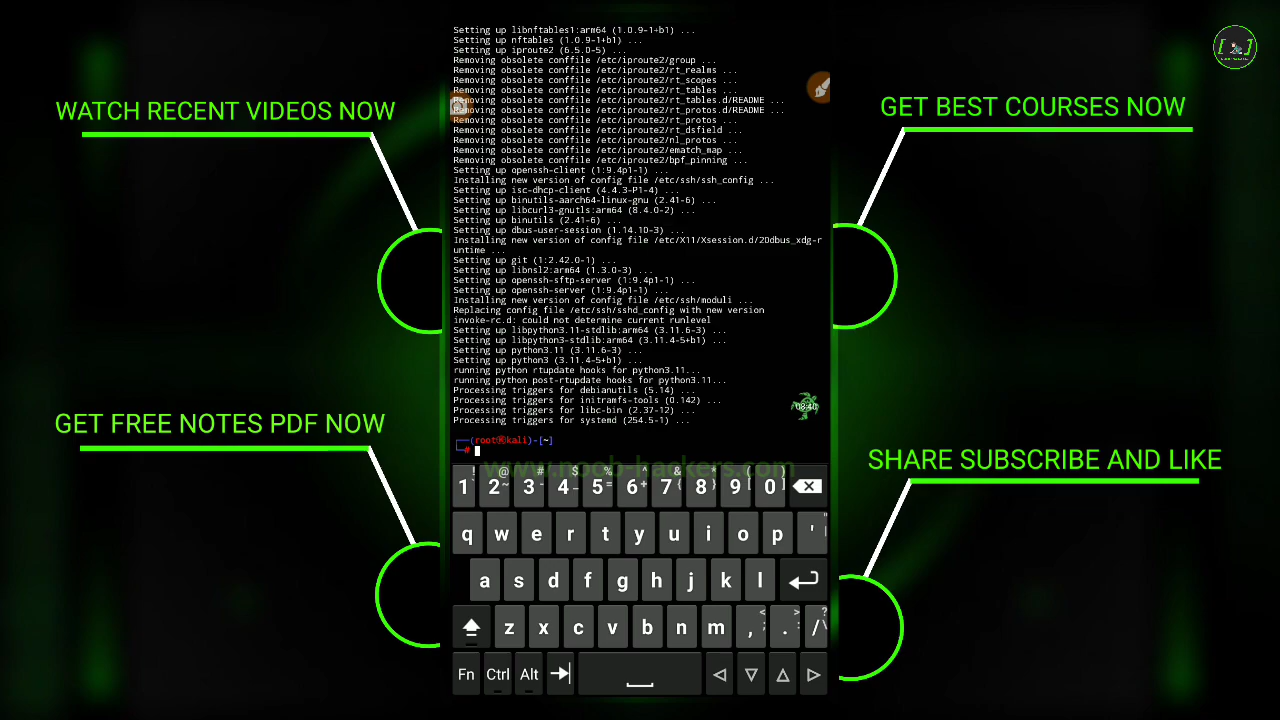 WATCH RECENT VIDEOS NOW
GET BEST COURSES NOW
GET FREE NOTES PDF NOW
SHARE SUBSCRIBE AND LIKE
Setting up libnftables1:arm64 (1.0.9-1+b1) ...
Setting up nftables (1.0.9-1+b1) ...
Setting up iproute2 (6.5.0-5) ...
Removing obsolete conffile /etc/iproute2/group ...
Removing obsolete conffile /etc/iproute2/rt_realms ...
Removing obsolete conffile /etc/iproute2/rt_scopes ...
Removing obsolete conffile /etc/iproute2/rt_tables ...
Removing obsolete conffile /etc/iproute2/rt_tables.d/README ...
Removing obsolete conffile /etc/iproute2/rt_protos.d/README ...
Removing obsolete conffile /etc/iproute2/rt_protos ...
Removing obsolete conffile /etc/iproute2/rt_dsfield ...
Removing obsolete conffile /etc/iproute2/nl_protos ...
Removing obsolete conffile /etc/iproute2/ematch_map ...
Removing obsolete conffile /etc/iproute2/bpf_pinning ...
Setting up openssh-client (1:9.4p1-1) ...
Installing new version of config file /etc/ssh/ssh_config ...
Setting up isc-dhcp-client (4.4.3-P1-4) ...
Setting up binutils-aarch64-linux-gnu (2.41-6) ...
Setting up libcurl3-gnutls:arm64 (8.4.0-2) ...
Setting up binutils (2.41-6) ...
Setting up dbus-user-session (1.14.10-3) ...
Installing new version of config file /etc/X11/Xsession.d/20dbus_xdg-r
untime ...
Setting up git (1:2.42.0-1) ...
Setting up libnsl2:arm64 (1.3.0-3) ...
Setting up openssh-sftp-server (1:9.4p1-1) ...
Setting up openssh-server (1:9.4p1-1) ...
Installing new version of config file /etc/ssh/moduli ...
Replacing config file /etc/ssh/sshd_config with new version
invoke-rc.d: could not determine current runlevel
Setting up libpython3.11-stdlib:arm64 (3.11.6-3) ...
Setting up libpython3-stdlib:arm64 (3.11.4-5+b1) ...
Setting up python3.11 (3.11.6-3) ...
Setting up python3 (3.11.4-5+b1) ...
running python rtupdate hooks for python3.11...
running python post-rtupdate hooks for python3.11...
Processing triggers for debianutils (5.14) ...
Processing triggers for initramfs-tools (0.142) ...
Processing triggers for libc-bin (2.37-12) ...
Processing triggers for systemd (254.5-1) ...
08:40
┌──(root㉿kali)-[~]
└─#
www.noob-hackers.com
! @ # $ % ^ & * ( )
1 2~ 3- 4_ 5= 6+ 7{ 8} 9[ 0]
q w e r t y u i o p ' "
a s d f g h j k l
z x c v b n m , < ; . > : / ? \
Fn Ctrl Alt